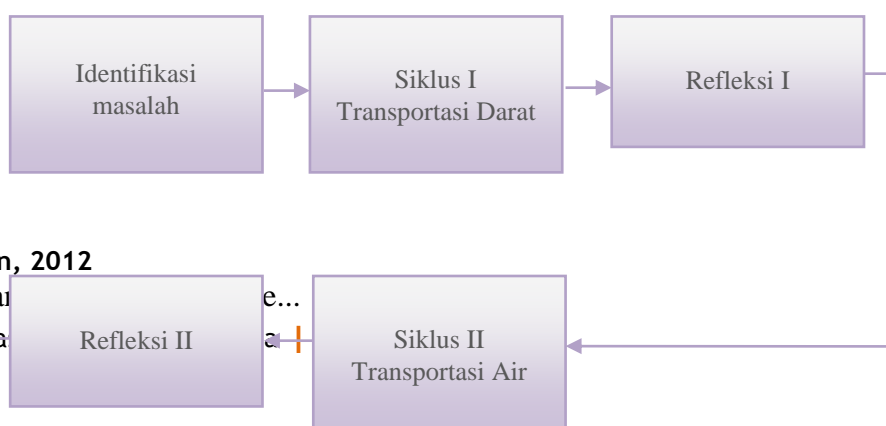 Identifikasi
masalah
Siklus I
Transportasi Darat
Refleksi I
n, 2012
e...
Refleksi II
a |
Siklus II
Transportasi Air